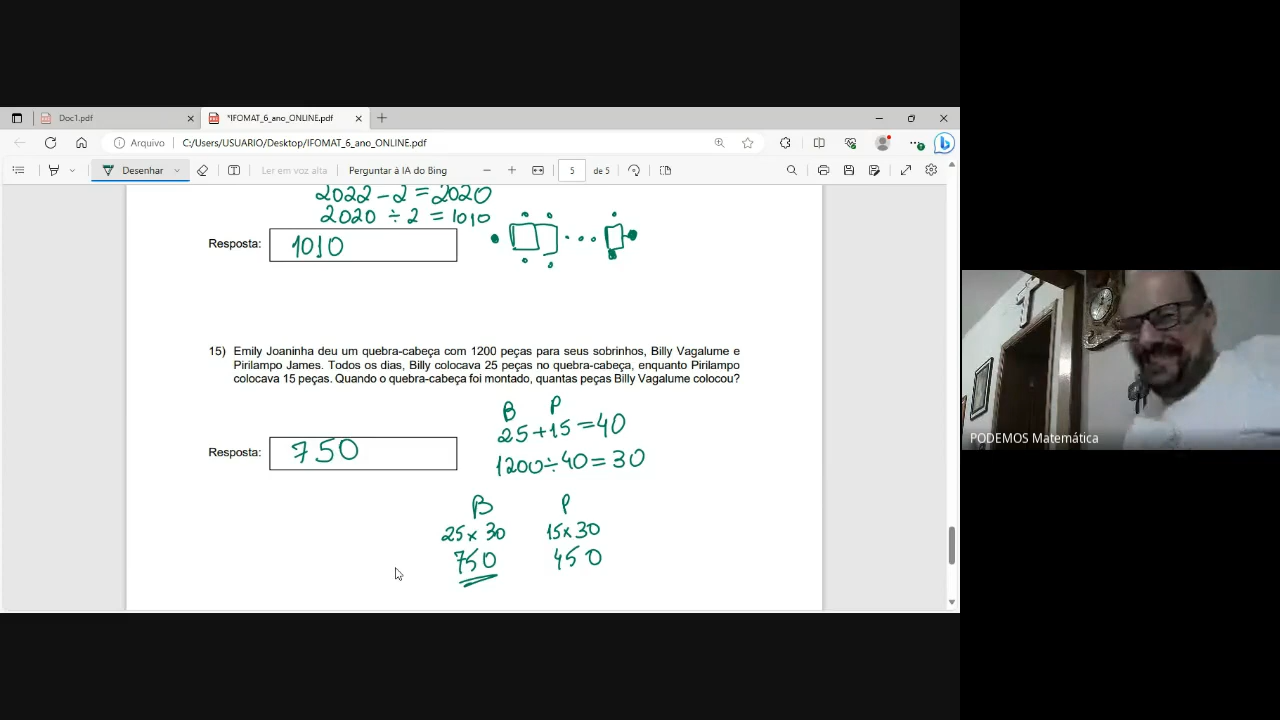 Doc1.pdf
*IFOMAT_6_ano_ONLINE.pdf
Arquivo
C:/Users/USUARIO/Desktop/IFOMAT_6_ano_ONLINE.pdf
Desenhar
Ler em voz alta
Perguntar à IA do Bing
5
de 5
2022 - 2 = 2020
2020 ÷ 2 = 1010
Resposta: 1010
15) Emily Joaninha deu um quebra-cabeça com 1200 peças para seus sobrinhos, Billy Vagalume e
Pirilampo James. Todos os dias, Billy colocava 25 peças no quebra-cabeça, enquanto Pirilampo
colocava 15 peças. Quando o quebra-cabeça foi montado, quantas peças Billy Vagalume colocou?
B P
25+15=40
1200÷40=30
Resposta: 750
B P
25x30 15x30
750 450
PODEMOS Matemática